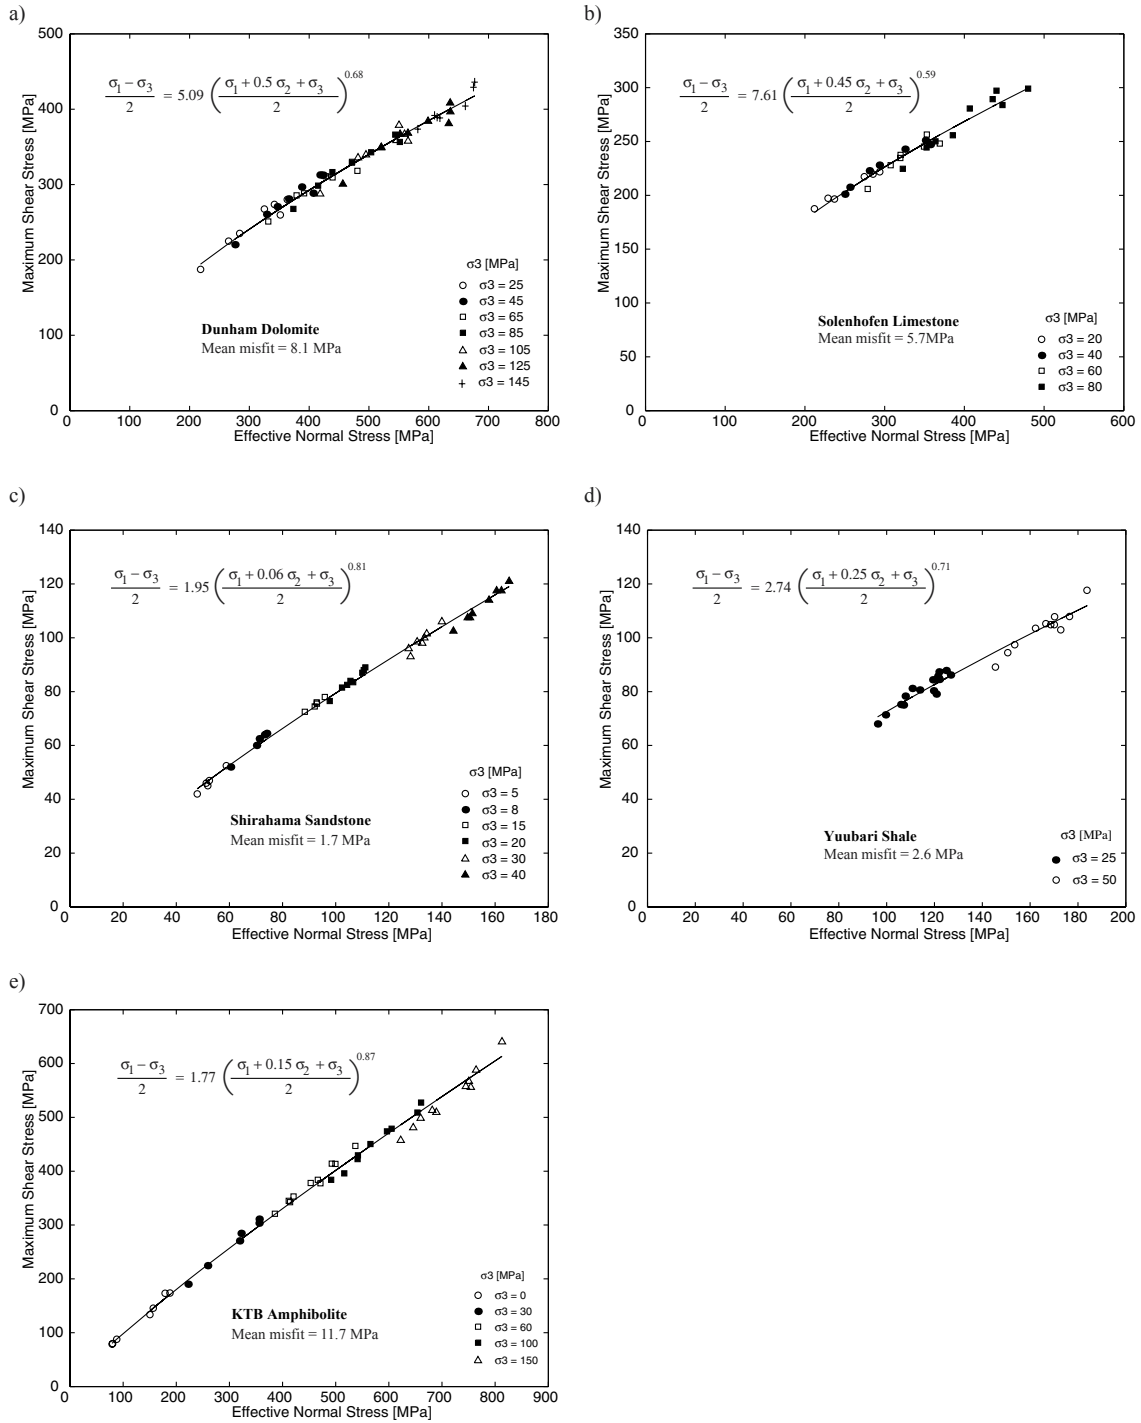 a)
500
400
300
200
100
0
Maximum Shear Stress [MPa]
σ1 – σ3 / 2 = 5.09 ( σ1 + 0.5 σ2 + σ3 / 2 )^0.68
σ3 [MPa]
σ3 = 25
σ3 = 45
σ3 = 65
σ3 = 85
σ3 = 105
σ3 = 125
σ3 = 145
Dunham Dolomite
Mean misfit = 8.1 MPa
0 100 200 300 400 500 600 700 800
Effective Normal Stress [MPa]
b)
350
300
250
200
150
100
50
0
Maximum Shear Stress [MPa]
σ1 – σ3 / 2 = 7.61 ( σ1 + 0.45 σ2 + σ3 / 2 )^0.59
Solenhofen Limestone
Mean misfit = 5.7MPa
σ3 [MPa]
σ3 = 20
σ3 = 40
σ3 = 60
σ3 = 80
0 100 200 300 400 500 600
Effective Normal Stress [MPa]
c)
140
120
100
80
60
40
20
0
Maximum Shear Stress [MPa]
σ1 – σ3 / 2 = 1.95 ( σ1 + 0.06 σ2 + σ3 / 2 )^0.81
σ3 [MPa]
σ3 = 5
σ3 = 8
σ3 = 15
σ3 = 20
σ3 = 30
σ3 = 40
Shirahama Sandstone
Mean misfit = 1.7 MPa
0 20 40 60 80 100 120 140 160 180
Effective Normal Stress [MPa]
d)
140
120
100
80
60
40
20
0
Maximum Shear Stress [MPa]
σ1 – σ3 / 2 = 2.74 ( σ1 + 0.25 σ2 + σ3 / 2 )^0.71
Yuubari Shale
Mean misfit = 2.6 MPa
σ3 [MPa]
σ3 = 25
σ3 = 50
0 20 40 60 80 100 120 140 160 180 200
Effective Normal Stress [MPa]
e)
700
600
500
400
300
200
100
0
Maximum Shear Stress [MPa]
σ1 – σ3 / 2 = 1.77 ( σ1 + 0.15 σ2 + σ3 / 2 )^0.87
σ3 [MPa]
σ3 = 0
σ3 = 30
σ3 = 60
σ3 = 100
σ3 = 150
KTB Amphibolite
Mean misfit = 11.7 MPa
0 100 200 300 400 500 600 700 800 900
Effective Normal Stress [MPa]